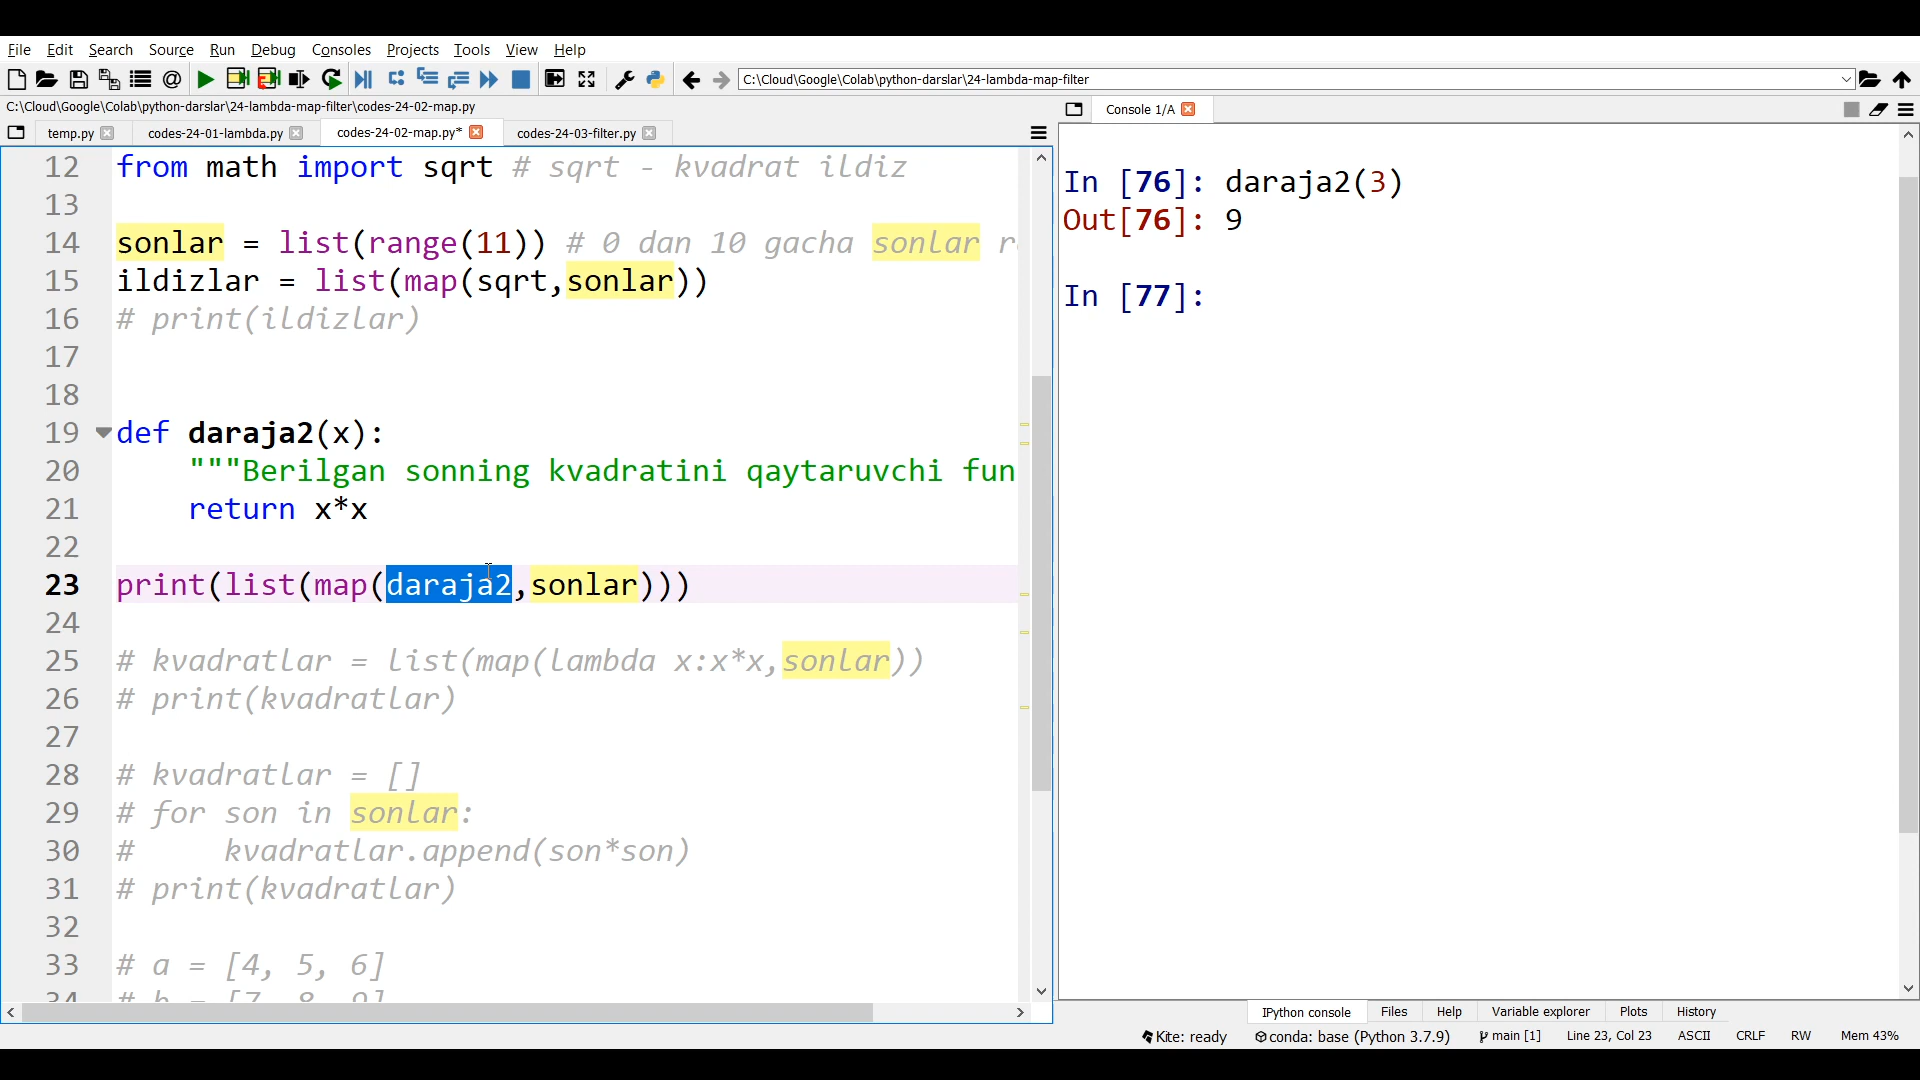 File Edit Search Source Run Debug Consoles Projects Tools View Help
C:\Cloud\Google\Colab\python-darslar\24-lambda-map-filter
C:\Cloud\Google\Colab\python-darslar\24-lambda-map-filter\codes-24-02-map.py
temp.py codes-24-01-lambda.py codes-24-02-map.py* codes-24-03-filter.py
12 from math import sqrt # sqrt - kvadrat ildiz
13
14 sonlar = list(range(11)) # 0 dan 10 gacha sonlar
15 ildizlar = list(map(sqrt,sonlar))
16 # print(ildizlar)
17
18
19 def daraja2(x):
20 """Berilgan sonning kvadratini qaytaruvchi fun
21 return x*x
22
23 print(list(map(daraja2,sonlar)))
24
25 # kvadratlar = list(map(lambda x:x*x,sonlar))
26 # print(kvadratlar)
27
28 # kvadratlar = []
29 # for son in sonlar:
30 # kvadratlar.append(son*son)
31 # print(kvadratlar)
32
33 # a = [4, 5, 6]
Console 1/A
In [76]: daraja2(3)
Out[76]: 9
In [77]:
IPython console Files Help Variable explorer Plots History
Kite: ready conda: base (Python 3.7.9) main [1] Line 23, Col 23 ASCII CRLF RW Mem 43%